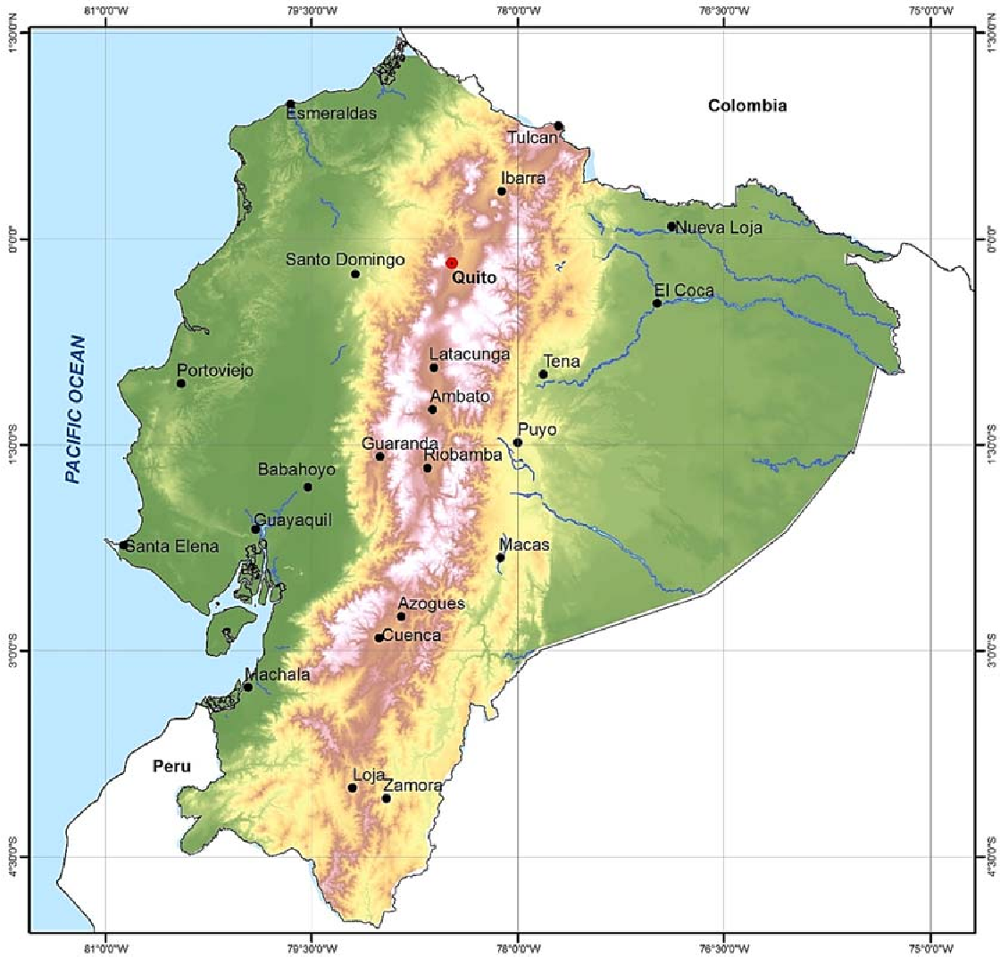 81°0'0"W 79°30'0"W 78°0'0"W 76°30'0"W 75°0'0"W
1°30'0"N 1°30'0"N
Colombia
Esmeraldas
Tulcan
Ibarra
Nueva Loja
0°0'0" 0°0'0"
Santo Domingo
Quito
El Coca
Latacunga
Tena
Portoviejo
PACIFIC OCEAN
Ambato
Puyo
Guaranda
1°30'0"S 1°30'0"S
Riobamba
Babahoyo
Guayaquil
Santa Elena
Macas
Azogues
Cuenca
3°0'0"S 3°0'0"S
Machala
Peru
Loja
Zamora
4°30'0"S 4°30'0"S
81°0'0"W 79°30'0"W 78°0'0"W 76°30'0"W 75°0'0"W